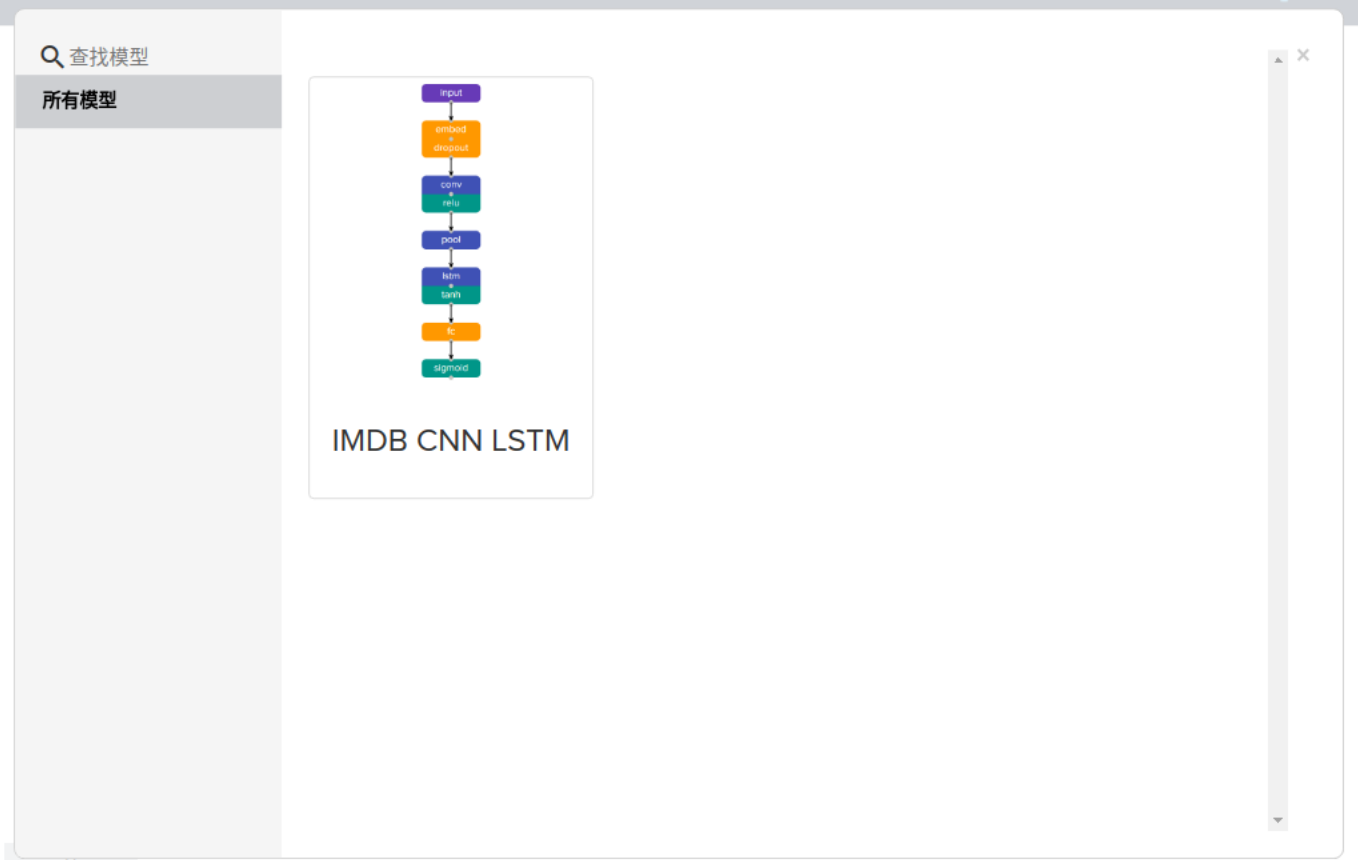 查找模型
所有模型
input
embed
dropout
conv
relu
pool
lstm
tanh
fc
sigmoid
IMDB CNN LSTM
×